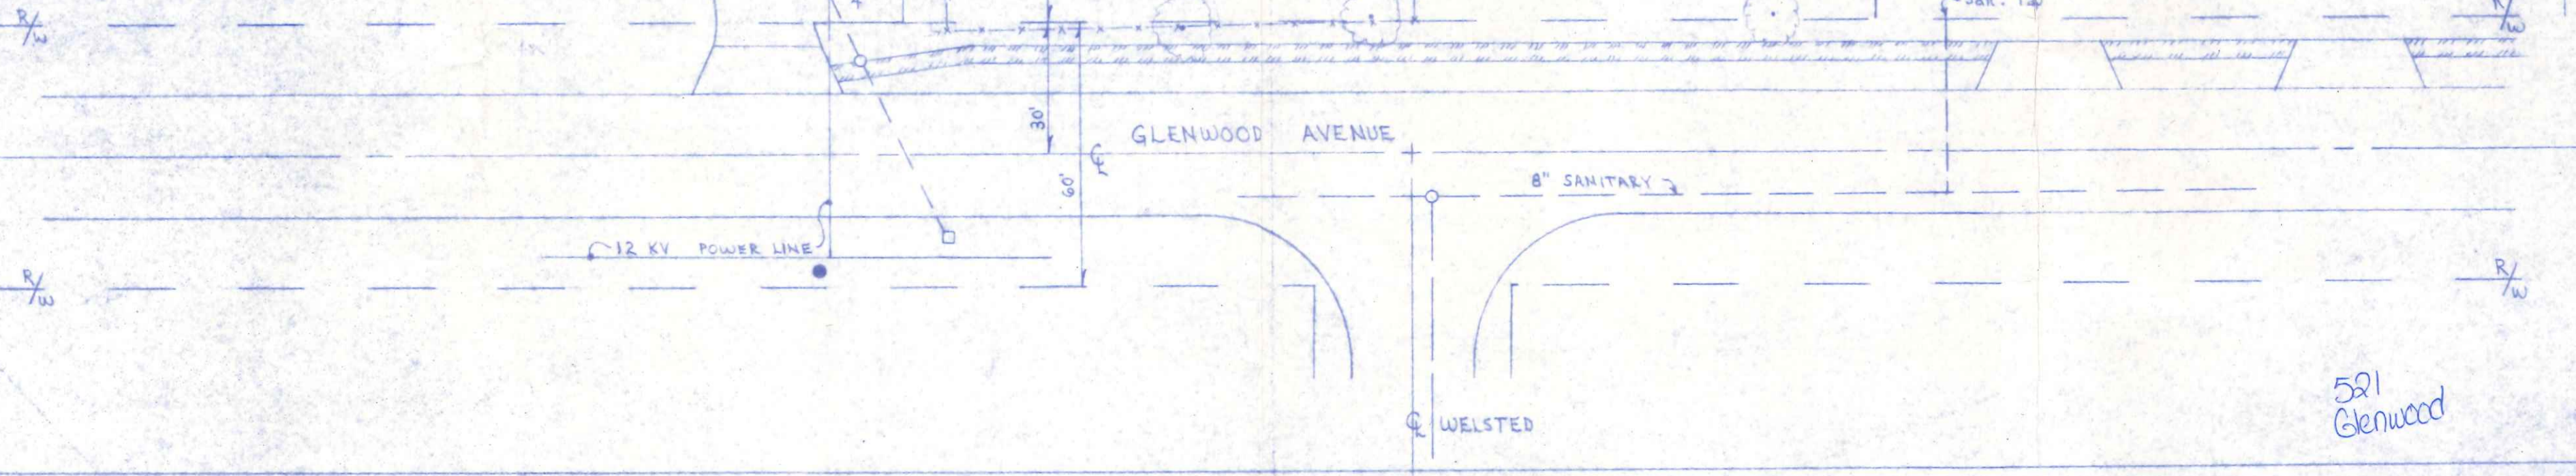 R/W
R/W
30'
GLENWOOD AVENUE
℄
60'
8" SANITARY
12 KV POWER LINE
R/W
R/W
℄ WELSTED
521
Glenwood